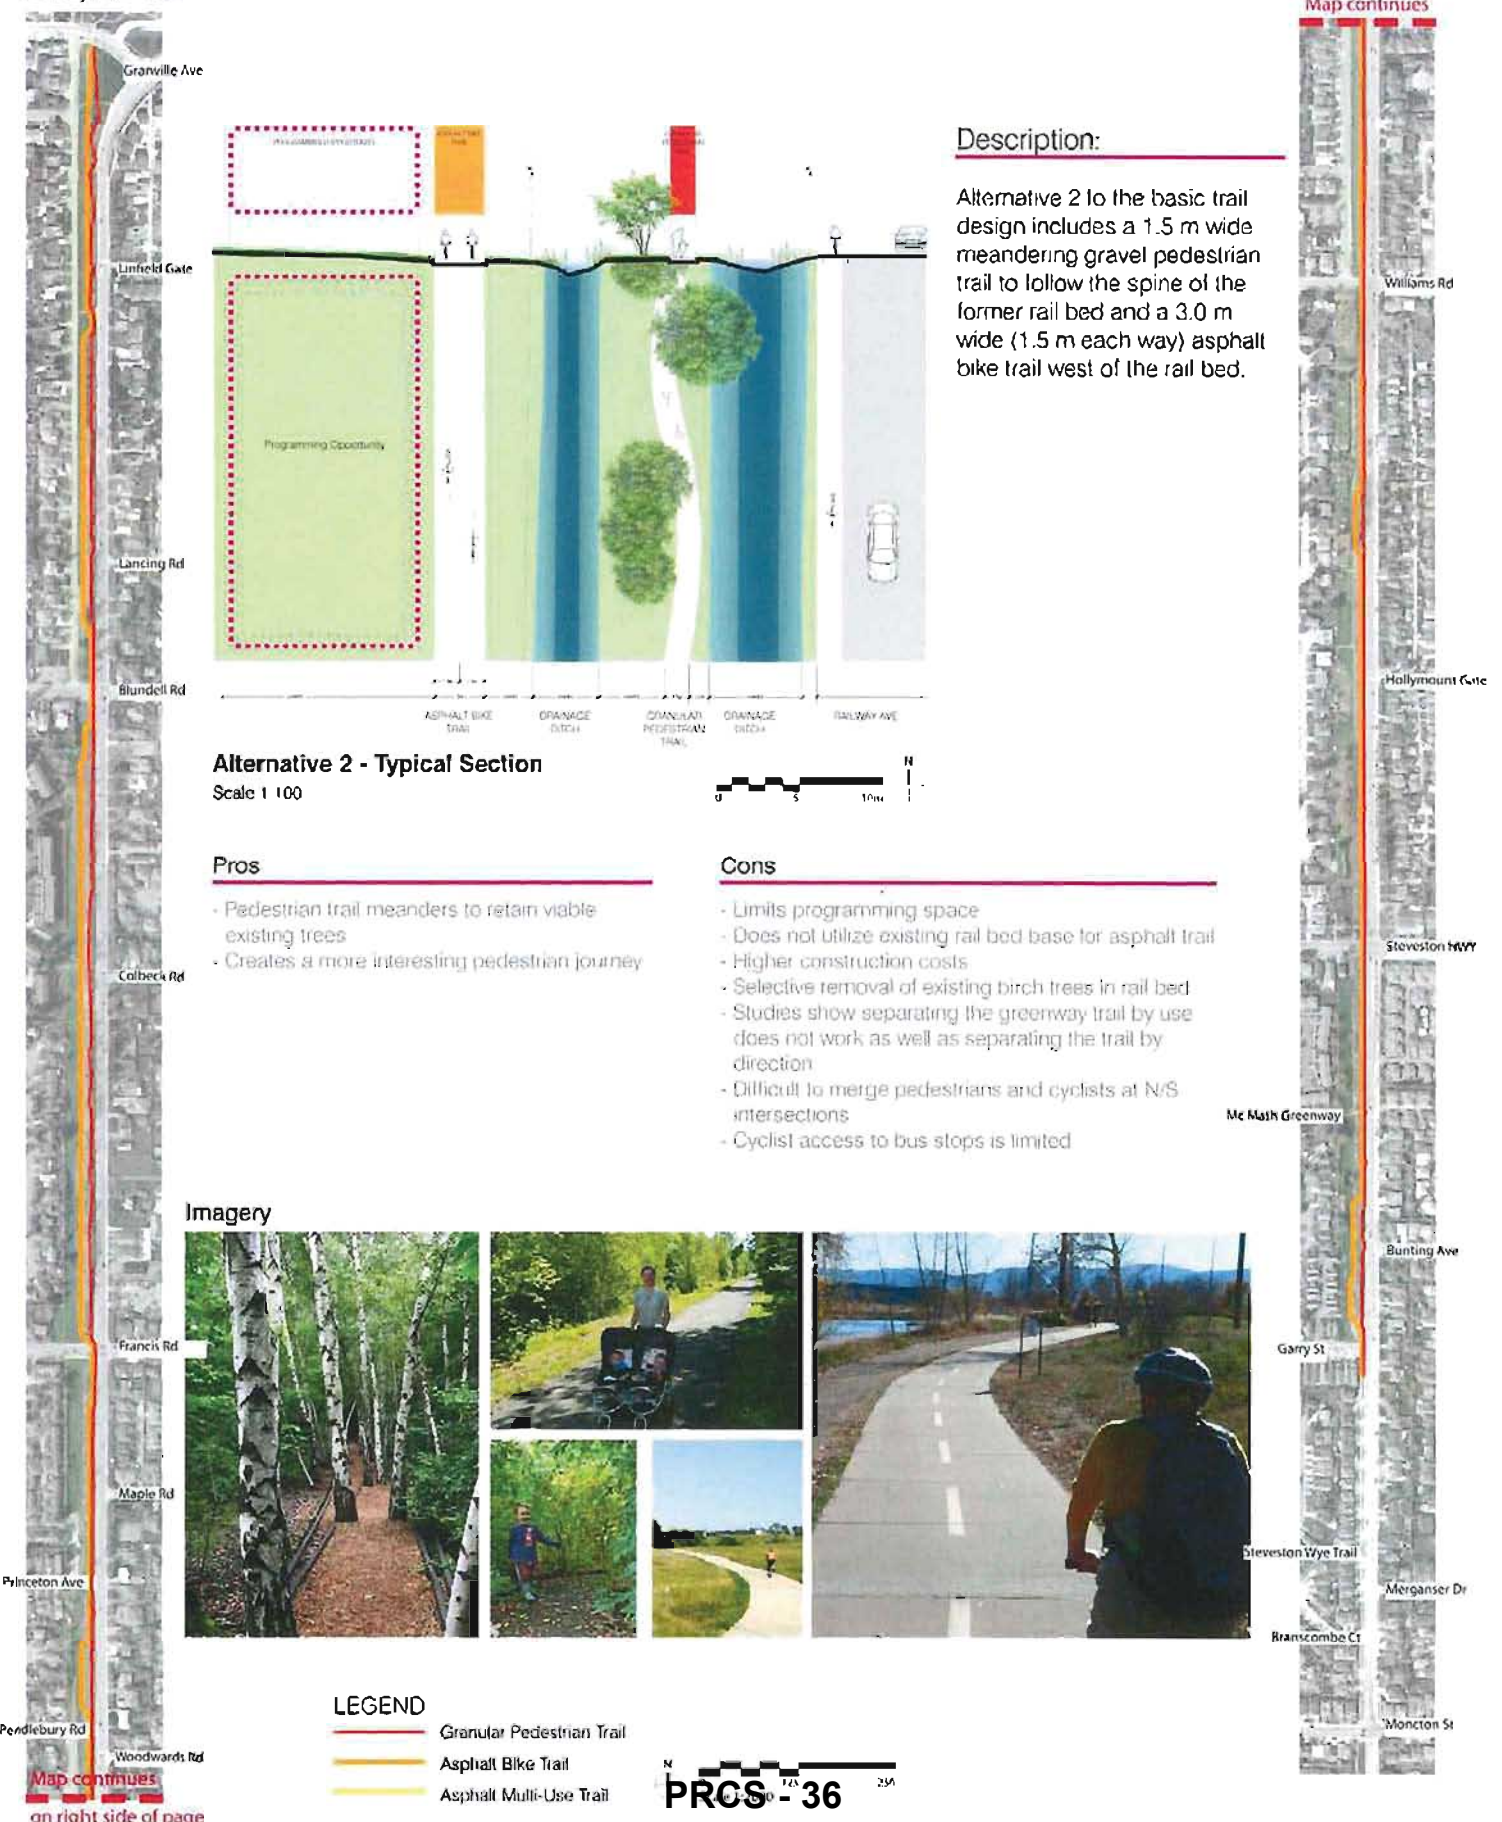 Granville Ave
Linfield Gate
Lancing Rd
Blundell Rd
Colbeck Rd
Francis Rd
Maple Rd
Princeton Ave
Pendlebury Rd
Woodwards Rd
Map continues
on right side of page
Programming Opportunity
ASPHALT BIKE
TRAIL
DRAINAGE
DITCH
GRANULAR
PEDESTRIAN
TRAIL
DRAINAGE
DITCH
RAILWAY AVE
Alternative 2 - Typical Section
Scale 1 100
0 5 10m
N
Description:
Alternative 2 to the basic trail
design includes a 1.5 m wide
meandering gravel pedestrian
trail to follow the spine of the
former rail bed and a 3.0 m
wide (1.5 m each way) asphalt
bike trail west of the rail bed.
Pros
- Pedestrian trail meanders to retain viable
existing trees
- Creates a more interesting pedestrian journey
Cons
- Limits programming space
- Does not utilize existing rail bed base for asphalt trail
- Higher construction costs
- Selective removal of existing birch trees in rail bed
- Studies show separating the greenway trail by use
does not work as well as separating the trail by
direction
- Difficult to merge pedestrians and cyclists at N/S
intersections
- Cyclist access to bus stops is limited
Imagery
LEGEND
Granular Pedestrian Trail
Asphalt Bike Trail
Asphalt Multi-Use Trail
N
PRCS - 36
Map continues
Williams Rd
Hollymount Gate
Steveston HWY
Mc Math Greenway
Bunting Ave
Garry St
Steveston Wye Trail
Merganser Dr
Branscombe Ct
Moncton St